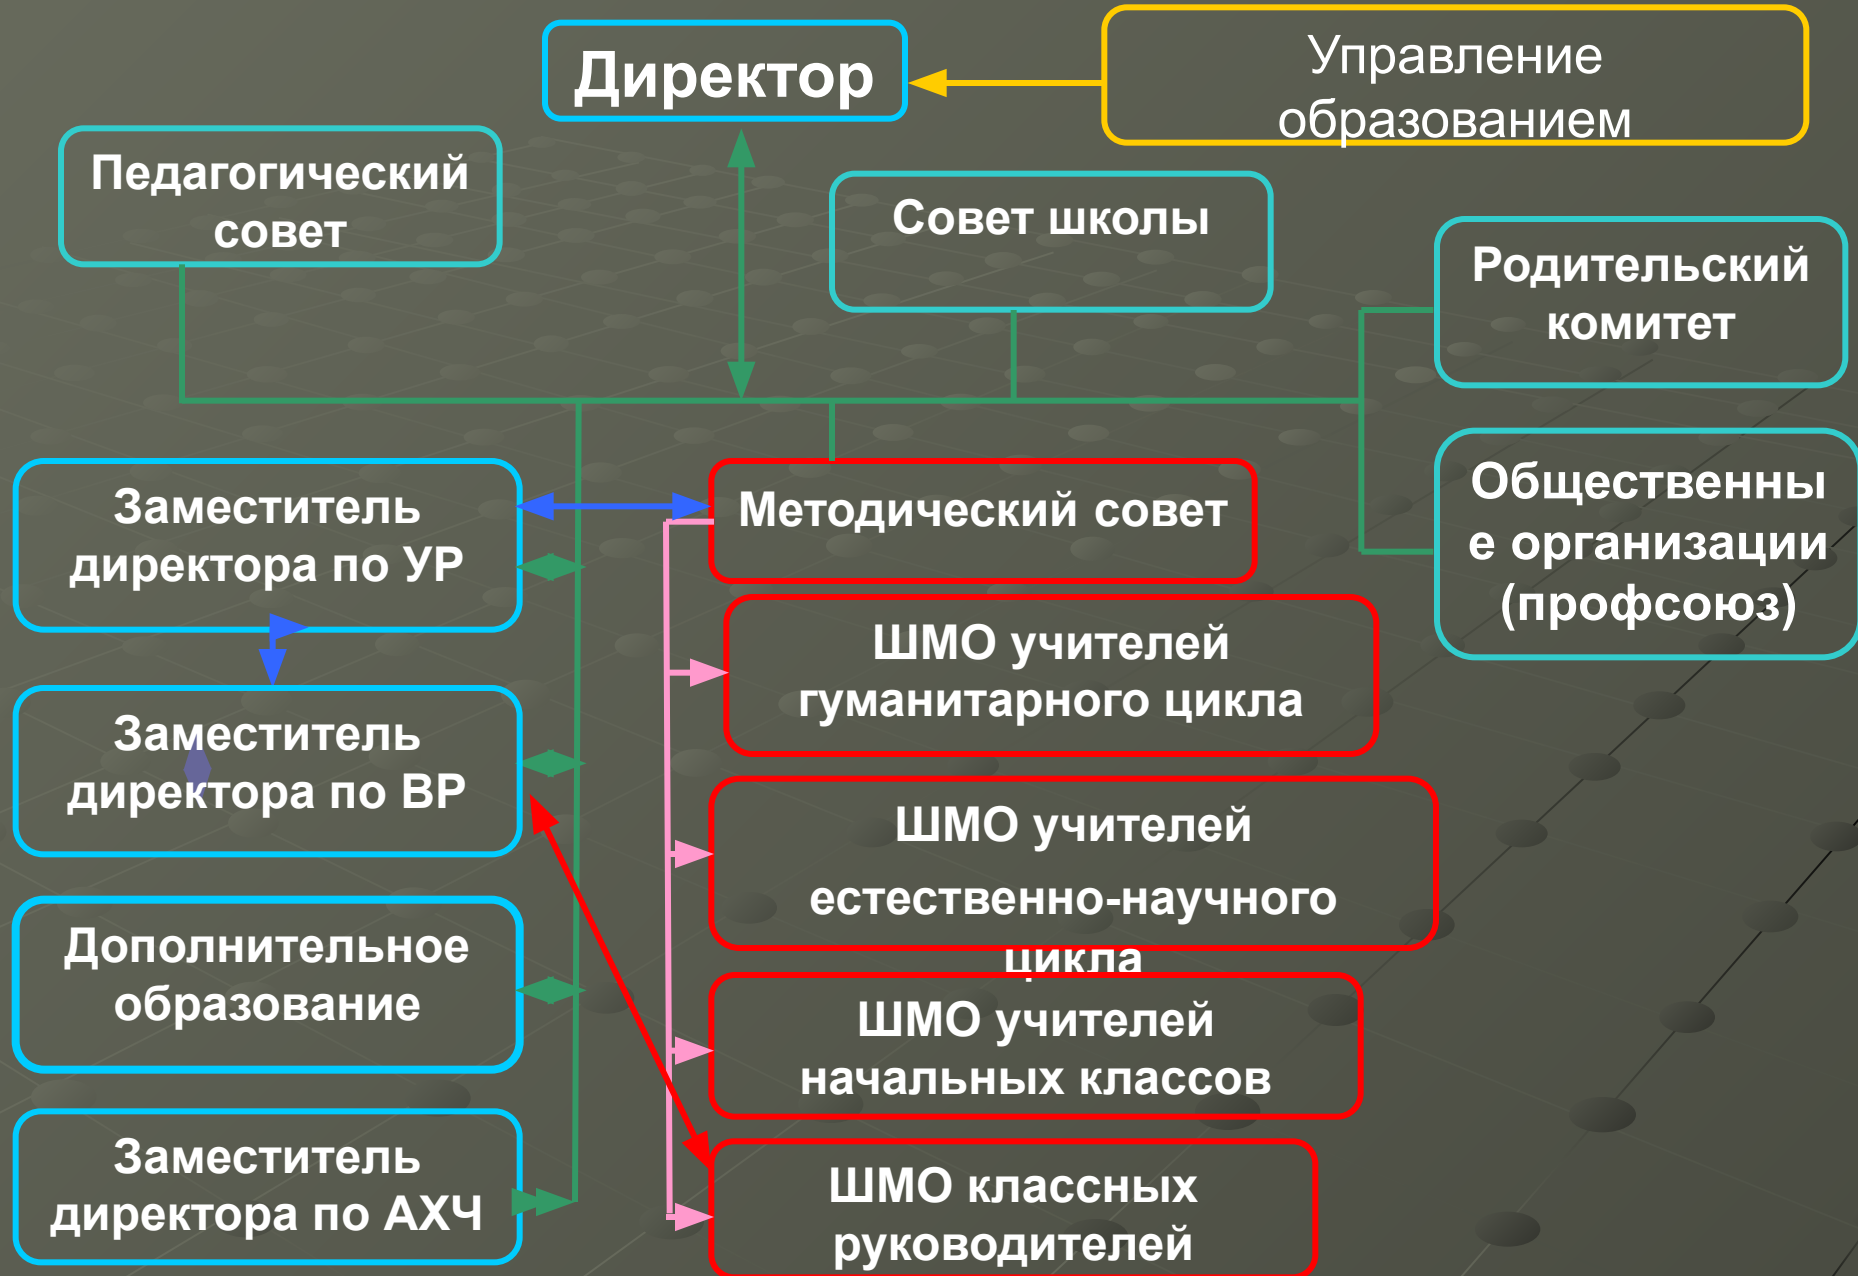 Директор
Управление
образованием
Педагогический
совет
Совет школы
Родительский
комитет
Общественны
е организации
(профсоюз)
Заместитель
директора по УР
Методический совет
Заместитель
директора по ВР
ШМО учителей
гуманитарного цикла
ШМО учителей
естественно-научного
цикла
Дополнительное
образование
ШМО учителей
начальных классов
Заместитель
директора по АХЧ
ШМО классных
руководителей